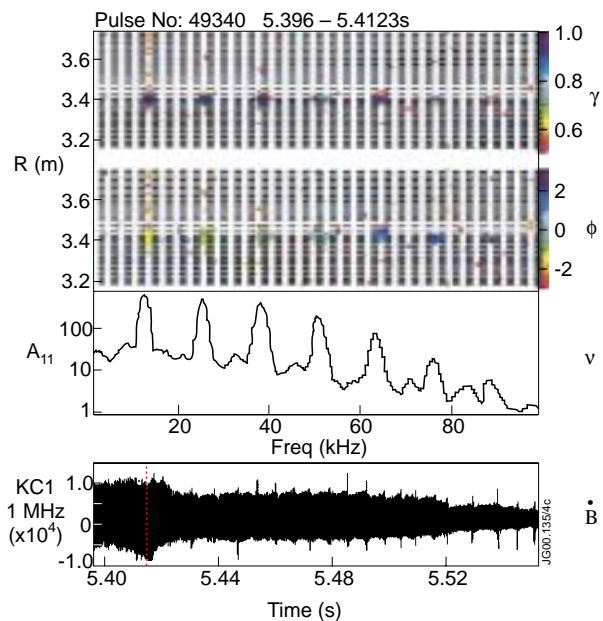 Pulse No: 49340 5.396 – 5.4123s
3.6
3.4
3.2
R (m)
1.0
0.8
0.6
γ
3.6
3.4
3.2
2
0
-2
ϕ
A11
100
10
1
ν
20 40 60 80
Freq (kHz)
KC1
1 MHz
(x10⁴)
1.0
0
-1.0
Ḃ
JG00.135/4c
5.40 5.44 5.48 5.52
Time (s)